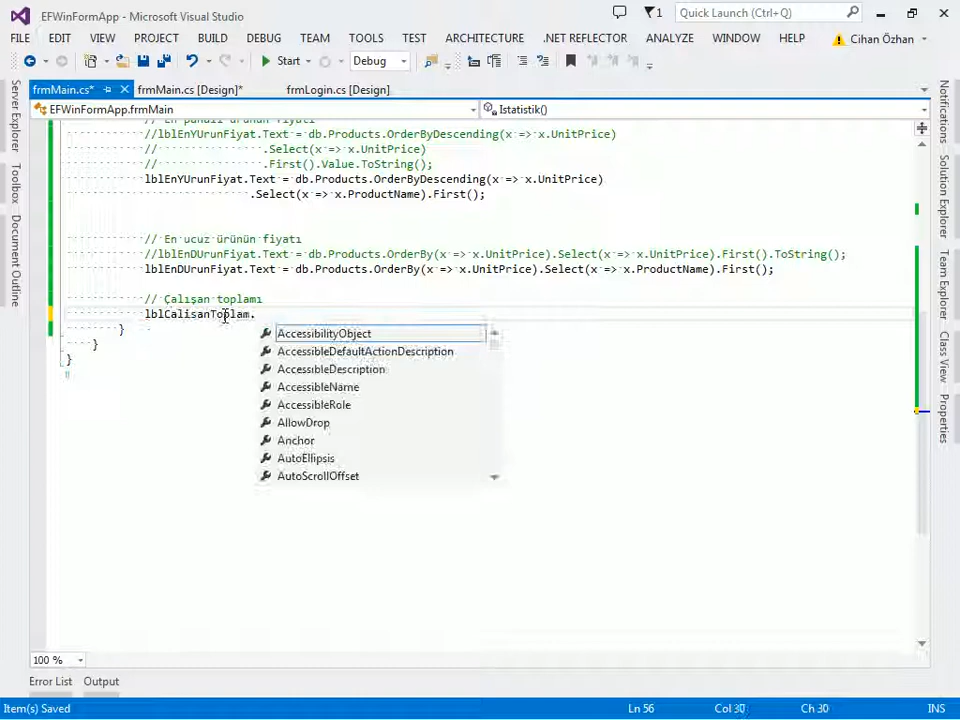 EFWinFormApp - Microsoft Visual Studio
1
Quick Launch (Ctrl+Q)
FILE EDIT VIEW PROJECT BUILD DEBUG TEAM TOOLS TEST ARCHITECTURE .NET REFLECTOR ANALYZE WINDOW HELP Cihan Özhan
Start Debug
frmMain.cs* frmMain.cs [Design]* frmLogin.cs [Design]
EFWinFormApp.frmMain Istatistik()
// En pahalı ürünün fiyatı
//lblEnYUrunFiyat.Text = db.Products.OrderByDescending(x => x.UnitPrice)
// .Select(x => x.UnitPrice)
// .First().Value.ToString();
lblEnYUrunFiyat.Text = db.Products.OrderByDescending(x => x.UnitPrice)
.Select(x => x.ProductName).First();
// En ucuz ürünün fiyatı
//lblEnDUrunFiyat.Text = db.Products.OrderBy(x => x.UnitPrice).Select(x => x.UnitPrice).First().ToString();
lblEnDUrunFiyat.Text = db.Products.OrderBy(x => x.UnitPrice).Select(x => x.ProductName).First();
// Çalışan toplamı
lblCalisanToplam.
}
}
}
AccessibilityObject
AccessibleDefaultActionDescription
AccessibleDescription
AccessibleName
AccessibleRole
AllowDrop
Anchor
AutoEllipsis
AutoScrollOffset
Server Explorer
Toolbox
Document Outline
Notifications
Solution Explorer
Team Explorer
Class View
Properties
100 %
Error List Output
Item(s) Saved Ln 56 Col 30 Ch 30 INS